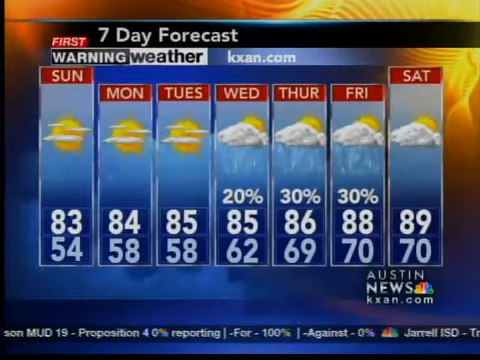 7 Day Forecast
FIRST
WARNING weather kxan.com
SUN MON TUES WED THUR FRI SAT
20% 30% 30%
83 84 85 85 86 88 89
54 58 58 62 69 70 70
AUSTIN
NEWS
kxan.com
son MUD 19 - Proposition 4 0% reporting | -For - 100% | -Against - 0% Jarrell ISD - Tr